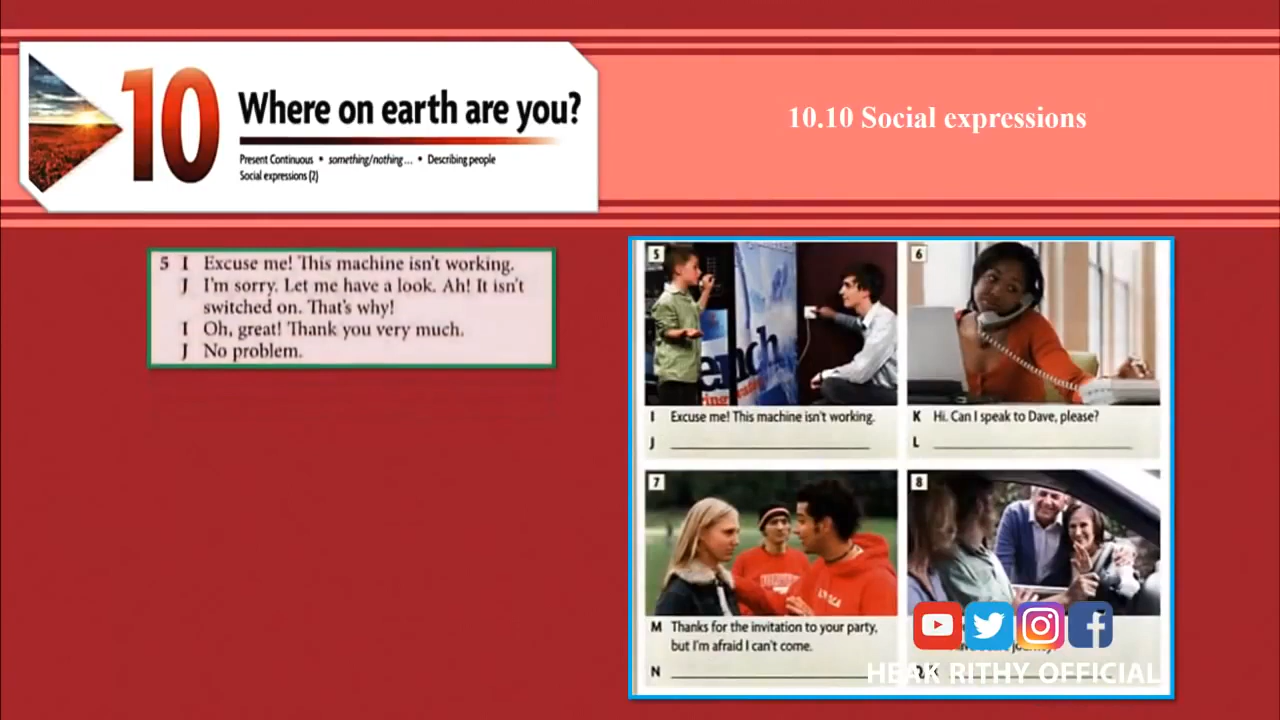 10
Where on earth are you?
Present Continuous • something/nothing ... • Describing people
Social expressions (2)
10.10 Social expressions
5 I Excuse me! This machine isn't working.
J I'm sorry. Let me have a look. Ah! It isn't
switched on. That's why!
I Oh, great! Thank you very much.
J No problem.
5
ench
I Excuse me! This machine isn't working.
J
6
K Hi. Can I speak to Dave, please?
L
7
M Thanks for the invitation to your party,
but I'm afraid I can't come.
N
8
HEAK RITHY OFFICIAL